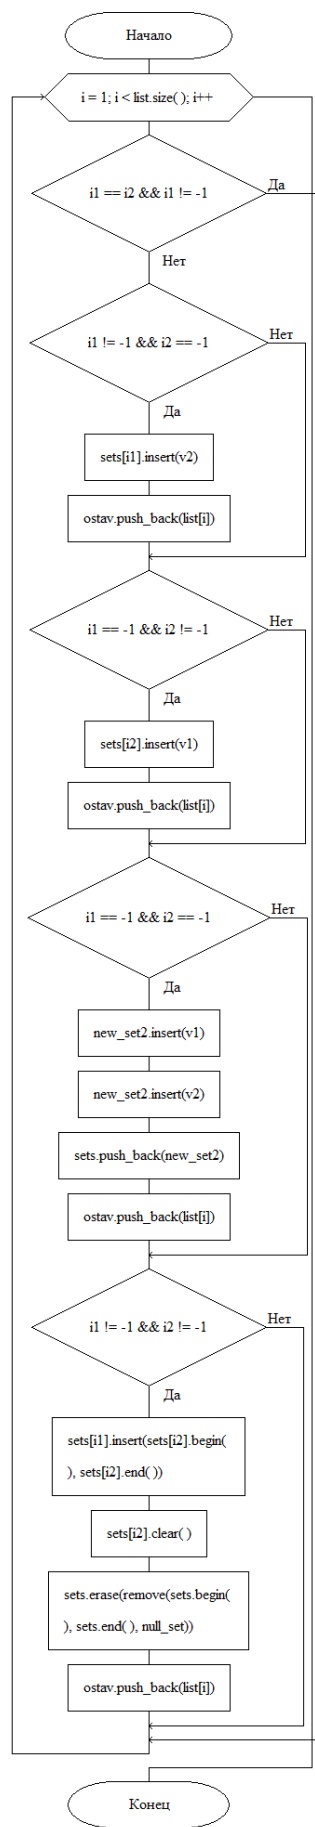 Начало
i = 1; i < list.size( ); i++
i1 == i2 && i1 != -1
Да
Нет
i1 != -1 && i2 == -1
Нет
Да
sets[i1].insert(v2)
ostav.push_back(list[i])
i1 == -1 && i2 != -1
Нет
Да
sets[i2].insert(v1)
ostav.push_back(list[i])
i1 == -1 && i2 == -1
Нет
Да
new_set2.insert(v1)
new_set2.insert(v2)
sets.push_back(new_set2)
ostav.push_back(list[i])
i1 != -1 && i2 != -1
Нет
Да
sets[i1].insert(sets[i2].begin(
), sets[i2].end( ))
sets[i2].clear( )
sets.erase(remove(sets.begin(
), sets.end( ), null_set))
ostav.push_back(list[i])
Конец